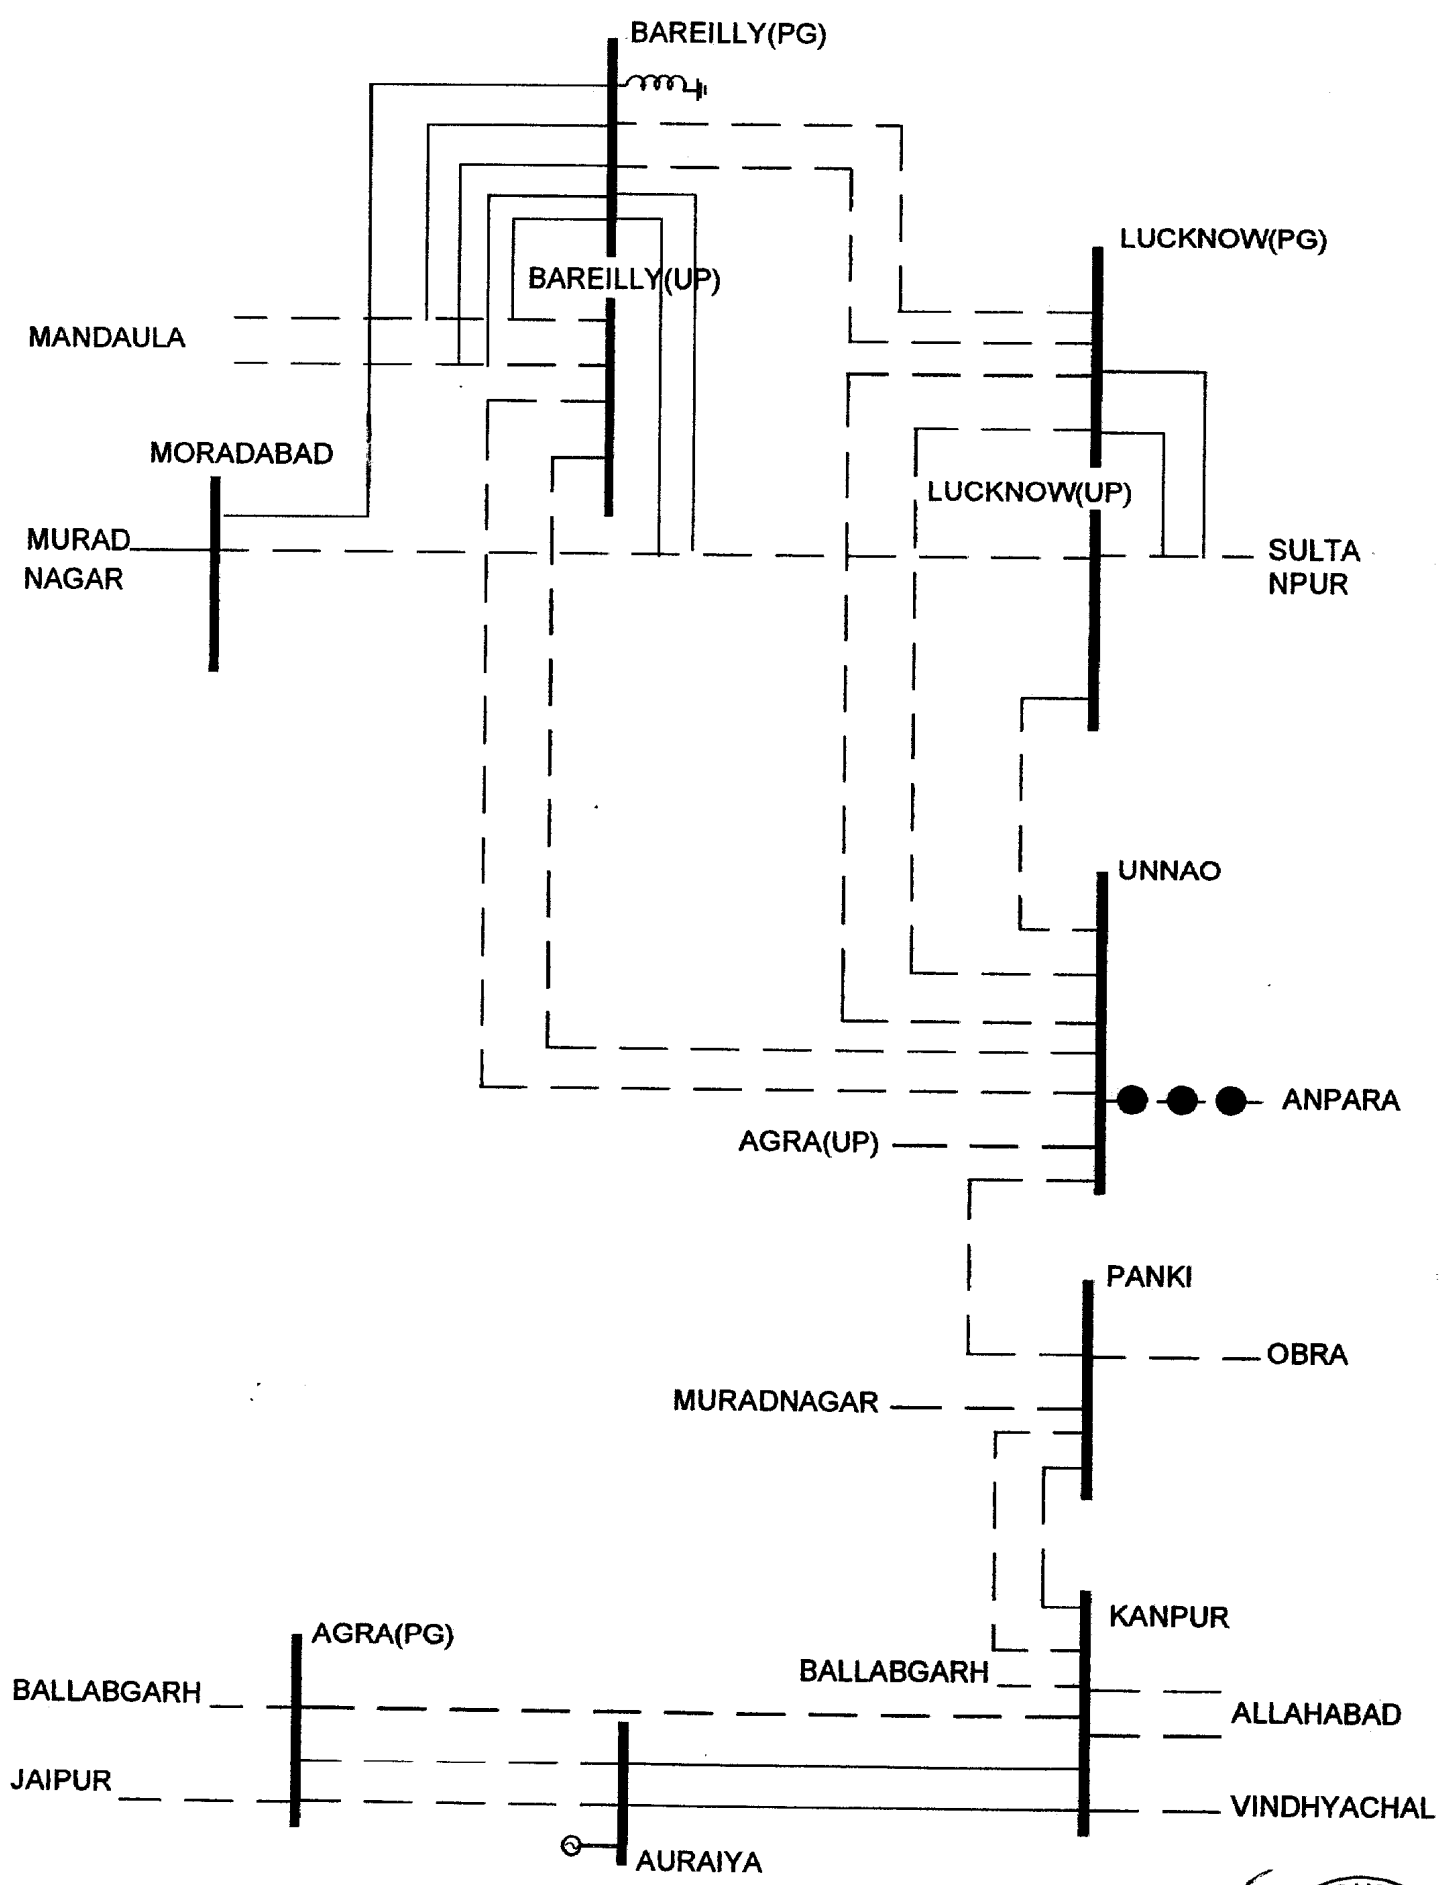 BAREILLY(PG)
LUCKNOW(PG)
BAREILLY(UP)
MANDAULA
MORADABAD
LUCKNOW(UP)
MURAD
NAGAR
SULTA
NPUR
UNNAO
ANPARA
AGRA(UP)
PANKI
OBRA
MURADNAGAR
KANPUR
AGRA(PG)
BALLABGARH
BALLABGARH
ALLAHABAD
JAIPUR
VINDHYACHAL
AURAIYA